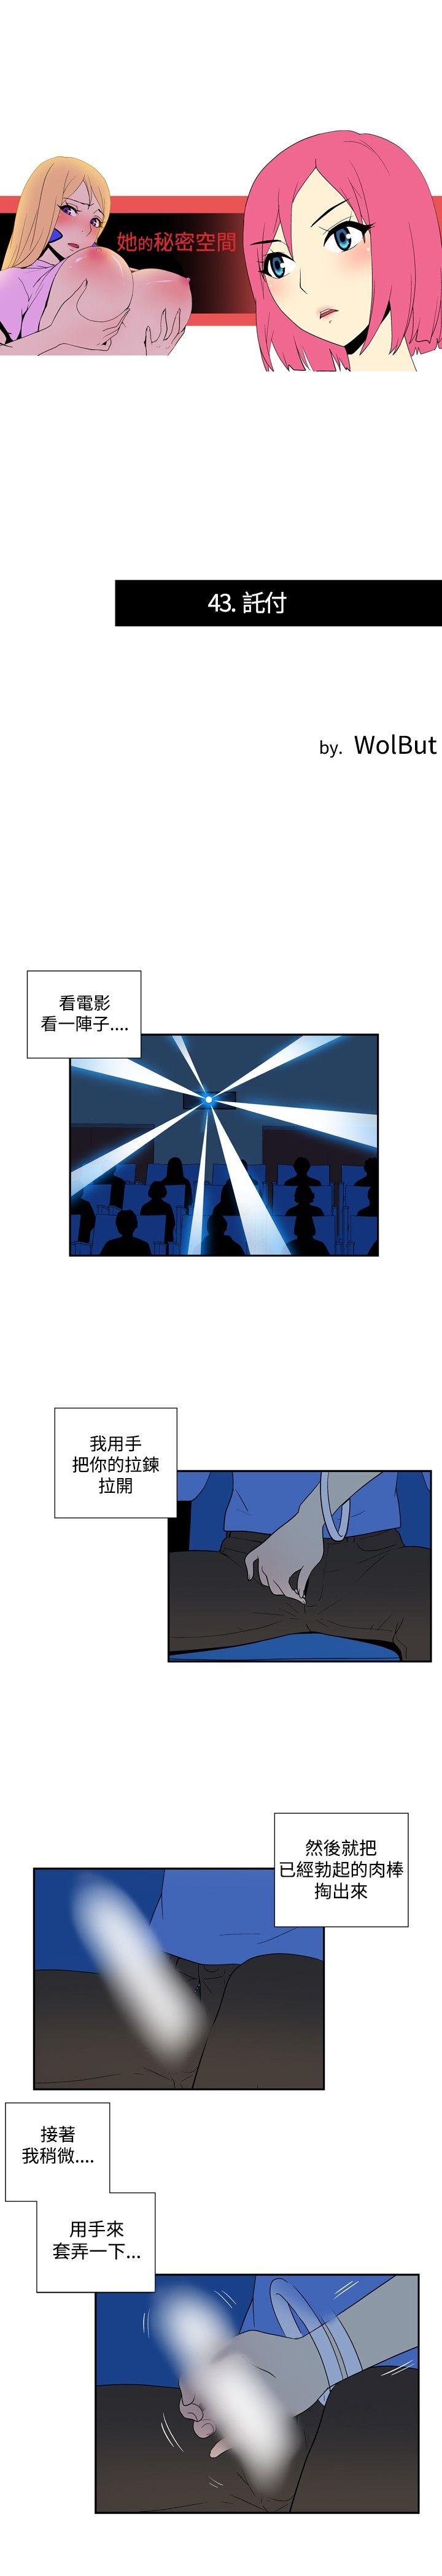 她的秘密空間
43. 託付
by. WolBut
看電影
看一陣子....
我用手
把你的拉鍊
拉開
然後就把
已經勃起的肉棒
掏出來
接著
我稍微....
用手來
套弄一下...